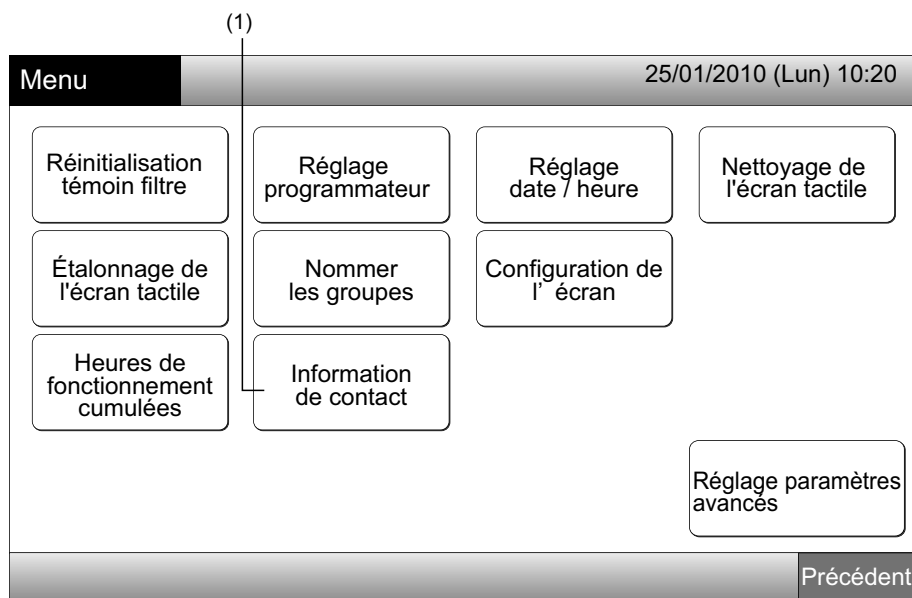 (1)
Menu
25/01/2010 (Lun) 10:20
Réinitialisation
témoin filtre
Réglage
programmateur
Réglage
date / heure
Nettoyage de
l'écran tactile
Étalonnage de
l'écran tactile
Nommer
les groupes
Configuration de
l’ écran
Heures de
fonctionnement
cumulées
Information
de contact
Réglage paramètres
avancés
Précédent